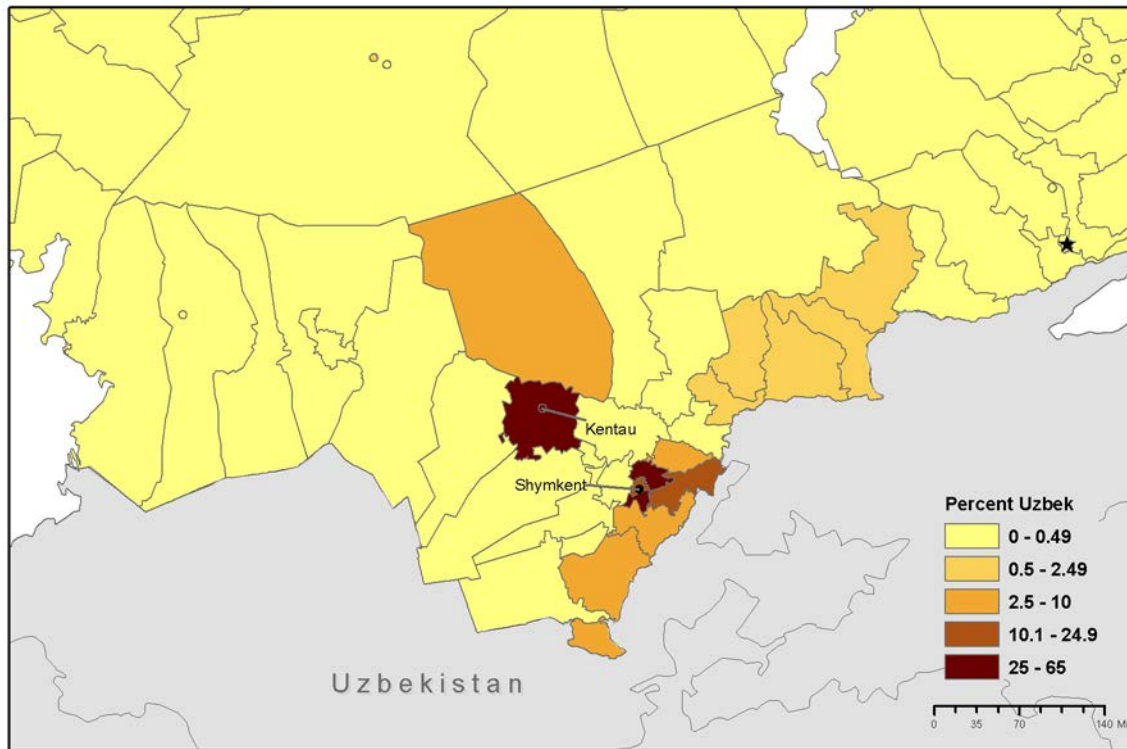 Kentau
Shymkent
Uzbekistan
Percent Uzbek
0 - 0.49
0.5 - 2.49
2.5 - 10
10.1 - 24.9
25 - 65
0 35 70 140 Mi